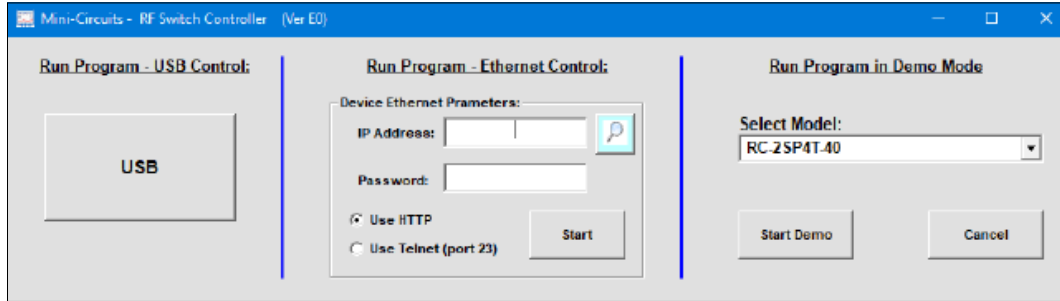 Mini-Circuits - RF Switch Controller (Ver E0)
Run Program - USB Control:
USB
Run Program - Ethernet Control:
Device Ethernet Prameters:
IP Address:
Password:
Use HTTP
Use Telnet (port 23)
Start
Run Program in Demo Mode
Select Model:
RC-2SP4T-40
Start Demo
Cancel